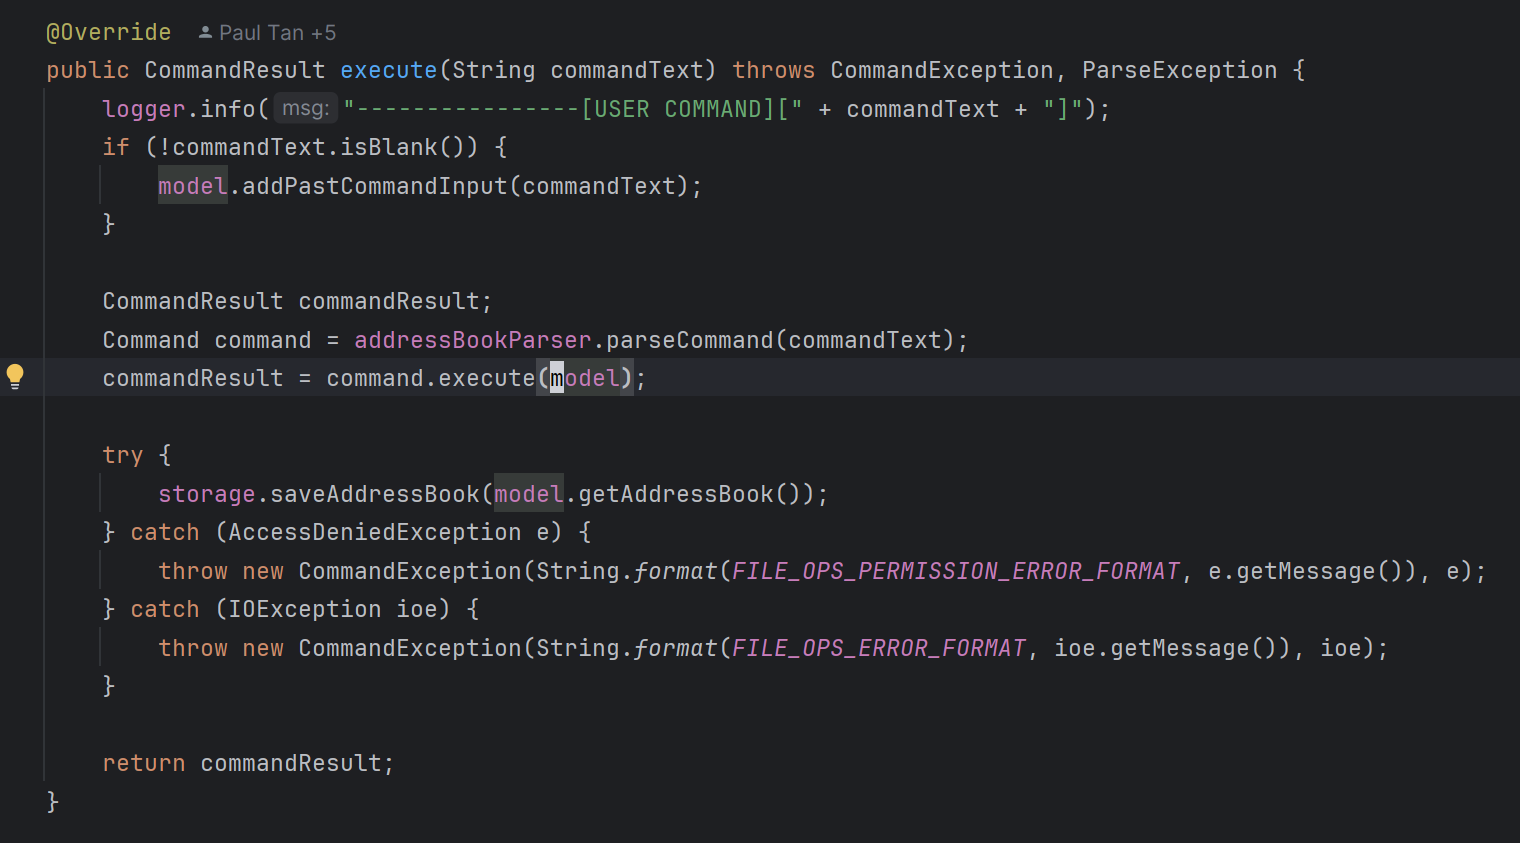 @Override Paul Tan +5
public CommandResult execute(String commandText) throws CommandException, ParseException {
logger.info( msg: "----------------[USER COMMAND][" + commandText + "]");
if (!commandText.isBlank()) {
model.addPastCommandInput(commandText);
}
CommandResult commandResult;
Command command = addressBookParser.parseCommand(commandText);
commandResult = command.execute(model);
try {
storage.saveAddressBook(model.getAddressBook());
} catch (AccessDeniedException e) {
throw new CommandException(String.format(FILE_OPS_PERMISSION_ERROR_FORMAT, e.getMessage()), e);
} catch (IOException ioe) {
throw new CommandException(String.format(FILE_OPS_ERROR_FORMAT, ioe.getMessage()), ioe);
}
return commandResult;
}